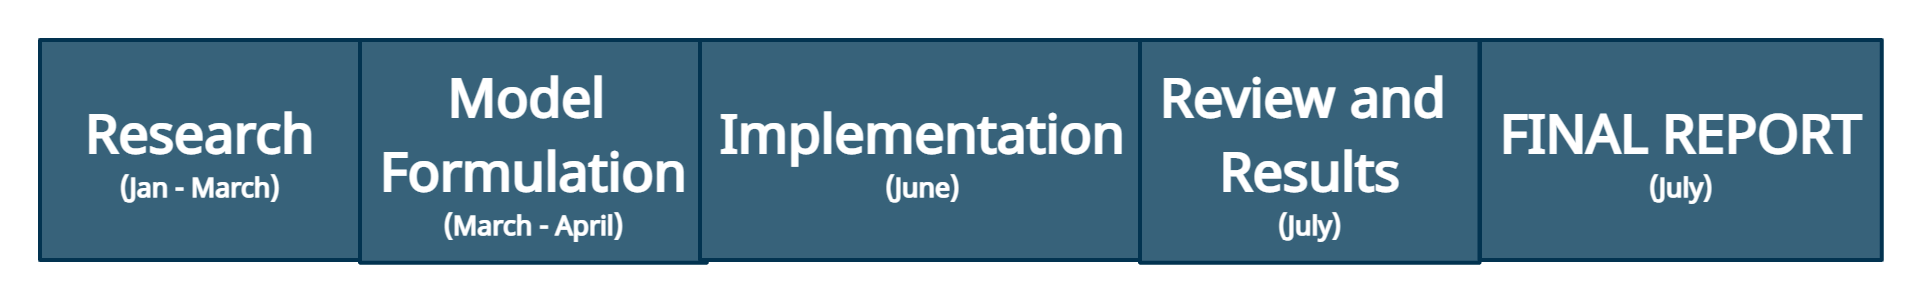 Research
(Jan - March)
Model
Formulation
(March - April)
Implementation
(June)
Review and
Results
(July)
FINAL REPORT
(July)